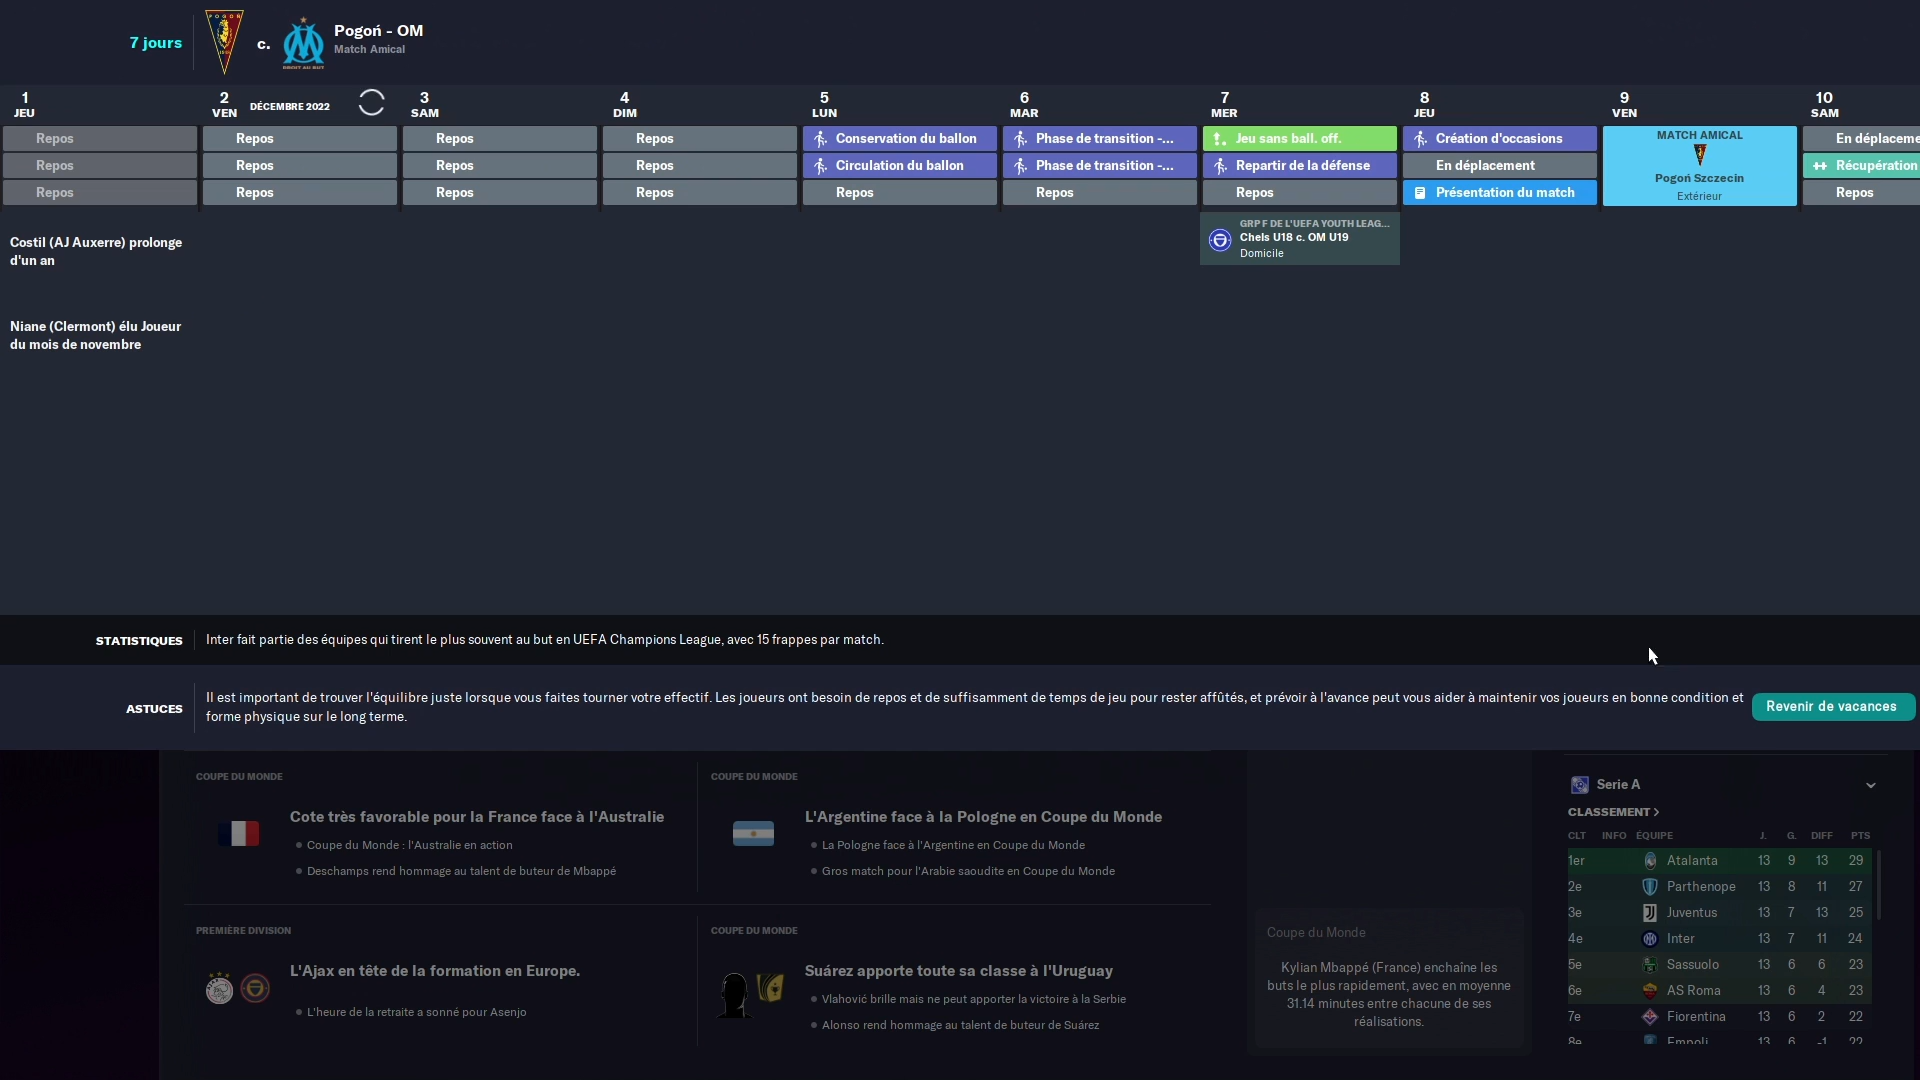 7 jours
c.
Pogoń - OM
Match Amical
1
JEU
2
VEN
DÉCEMBRE 2022
3
SAM
4
DIM
5
LUN
6
MAR
7
MER
8
JEU
9
VEN
10
SAM
Repos
Repos
Repos
Repos
Conservation du ballon
Phase de transition -...
Jeu sans ball. off.
Création d'occasions
MATCH AMICAL
En déplaceme
Repos
Repos
Repos
Repos
Circulation du ballon
Phase de transition -...
Repartir de la défense
En déplacement
Pogoń Szczecin
Récupération
Repos
Repos
Repos
Repos
Repos
Repos
Repos
Présentation du match
Extérieur
Repos
GRP F DE L'UEFA YOUTH LEAG...
Chels U18 c. OM U19
Domicile
Costil (AJ Auxerre) prolonge
d'un an
Niane (Clermont) élu Joueur
du mois de novembre
STATISTIQUES
Inter fait partie des équipes qui tirent le plus souvent au but en UEFA Champions League, avec 15 frappes par match.
ASTUCES
Il est important de trouver l'équilibre juste lorsque vous faites tourner votre effectif. Les joueurs ont besoin de repos et de suffisamment de temps de jeu pour rester affûtés, et prévoir à l'avance peut vous aider à maintenir vos joueurs en bonne condition et
forme physique sur le long terme.
Revenir de vacances
COUPE DU MONDE
Cote très favorable pour la France face à l'Australie
Coupe du Monde : l'Australie en action
Deschamps rend hommage au talent de buteur de Mbappé
COUPE DU MONDE
L'Argentine face à la Pologne en Coupe du Monde
La Pologne face à l'Argentine en Coupe du Monde
Gros match pour l'Arabie saoudite en Coupe du Monde
PREMIÈRE DIVISION
L'Ajax en tête de la formation en Europe.
L'heure de la retraite a sonné pour Asenjo
COUPE DU MONDE
Suárez apporte toute sa classe à l'Uruguay
Vlahović brille mais ne peut apporter la victoire à la Serbie
Alonso rend hommage au talent de buteur de Suárez
Coupe du Monde
Kylian Mbappé (France) enchaîne les
buts le plus rapidement, avec en moyenne
31.14 minutes entre chacune de ses
réalisations.
Serie A
CLASSEMENT >
CLT INFO ÉQUIPE J. G. DIFF PTS
1er Atalanta 13 9 13 29
2e Parthenope 13 8 11 27
3e Juventus 13 7 13 25
4e Inter 13 7 11 24
5e Sassuolo 13 6 6 23
6e AS Roma 13 6 4 23
7e Fiorentina 13 6 2 22
8e Empoli 13 6 -1 22